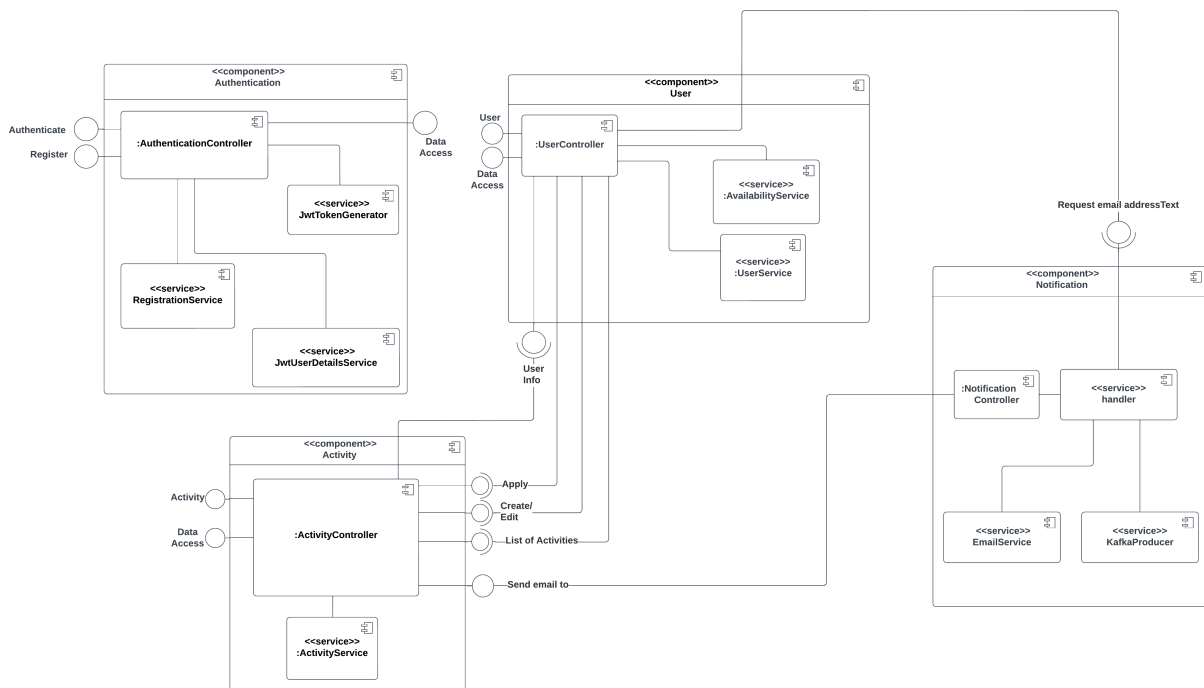 <<component>>
Authentication
Authenticate
Register
:AuthenticationController
Data
Access
<<service>>
JwtTokenGenerator
<<service>>
RegistrationService
<<service>>
JwtUserDetailsService
<<component>>
User
User
Data
Access
:UserController
<<service>>
:AvailabilityService
<<service>>
:UserService
User
Info
Request email addressText
<<component>>
Notification
:Notification
Controller
<<service>>
handler
<<service>>
EmailService
<<service>>
KafkaProducer
<<component>>
Activity
Activity
Data
Access
:ActivityController
Apply
Create/
Edit
List of Activities
Send email to
<<service>>
:ActivityService